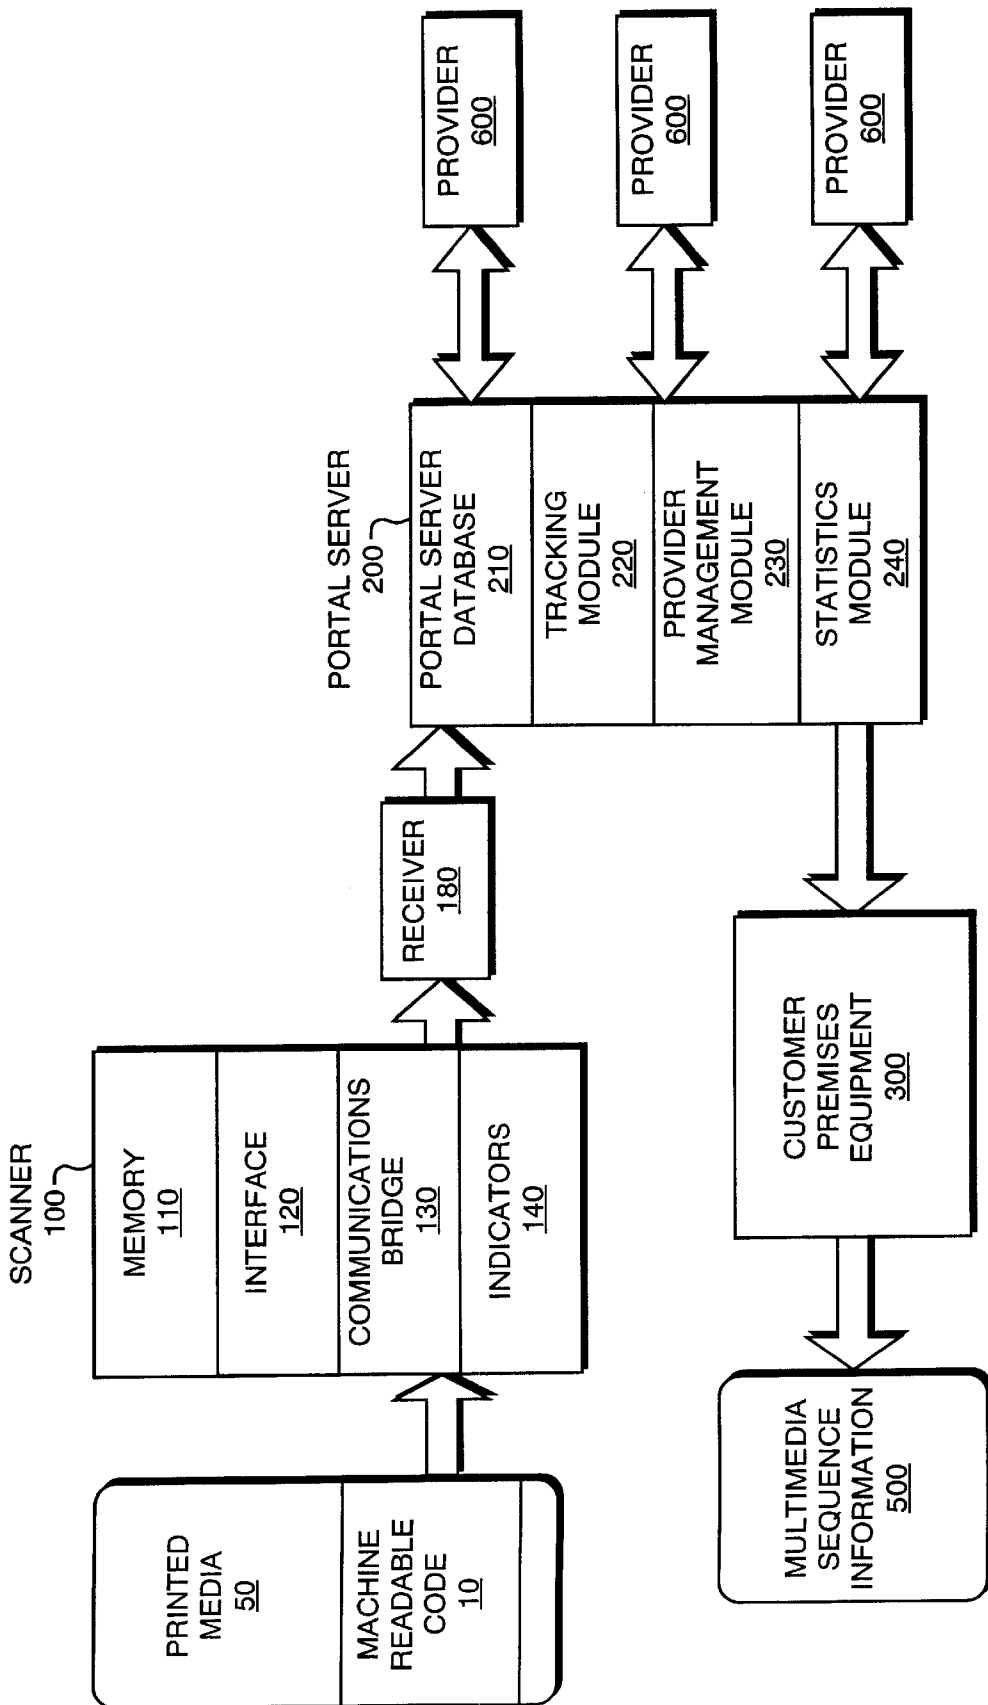 PRINTED
MEDIA
50
MACHINE
READABLE
CODE
10
SCANNER
100
MEMORY
110
INTERFACE
120
COMMUNICATIONS
BRIDGE
130
INDICATORS
140
RECEIVER
180
PORTAL SERVER
200
PORTAL SERVER
DATABASE
210
TRACKING
MODULE
220
PROVIDER
MANAGEMENT
MODULE
230
STATISTICS
MODULE
240
PROVIDER
600
PROVIDER
600
PROVIDER
600
CUSTOMER
PREMISES
EQUIPMENT
300
MULTIMEDIA
SEQUENCE
INFORMATION
500